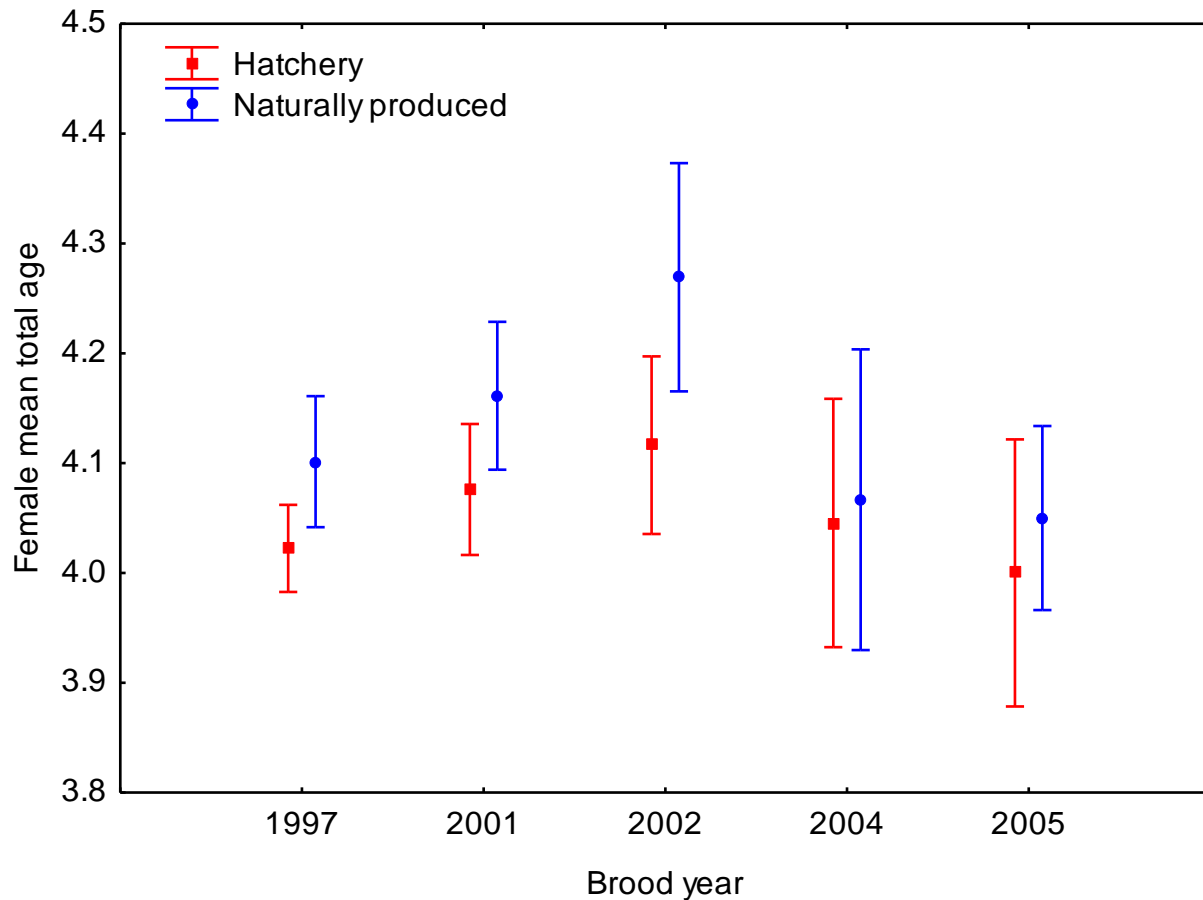 4.5
Hatchery
Naturally produced
4.4
4.3
4.2
4.1
4.0
3.9
3.8
Female mean total age
1997 2001 2002 2004 2005
Brood year